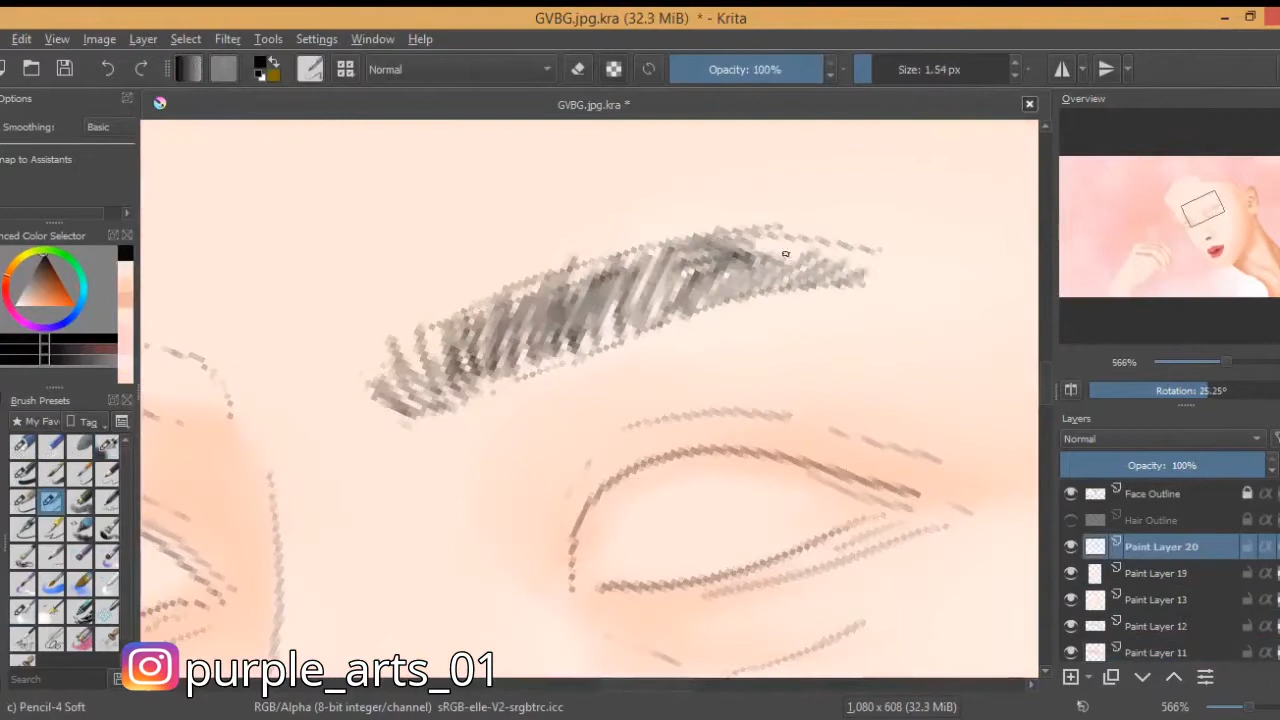 GVBG.jpg.kra (32.3 MiB) * - Krita
Edit View Image Layer Select Filter Tools Settings Window Help
Normal
Opacity: 100%
Size: 1.54 px
Options
GVBG.jpg.kra *
Overview
Smoothing: Basic
nap to Assistants
nced Color Selector
566%
Rotation: 25.25°
Brush Presets
My Fav
Tag
Layers
Normal
Opacity: 100%
Face Outline
Hair Outline
Paint Layer 20
Paint Layer 19
Paint Layer 13
Paint Layer 12
Paint Layer 11
Search
purple_arts_01
c) Pencil-4 Soft
RGB/Alpha (8-bit integer/channel) sRGB-elle-V2-srgbtrc.icc
1,080 x 608 (32.3 MiB)
566%